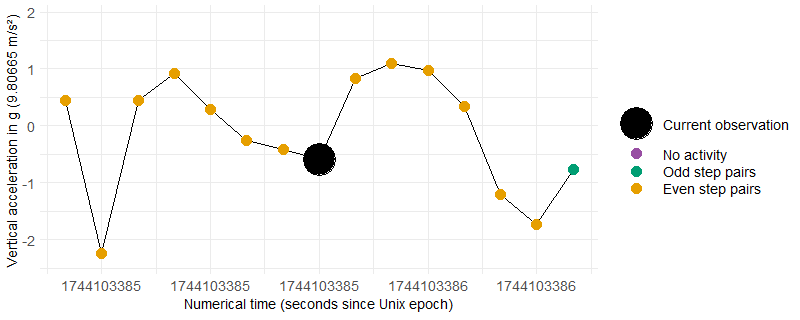 Vertical acceleration in g (9.80665 m/s²)
2
1
0
-1
-2
1744103385
1744103385
1744103385
1744103386
1744103386
Numerical time (seconds since Unix epoch)
Current observation
No activity
Odd step pairs
Even step pairs